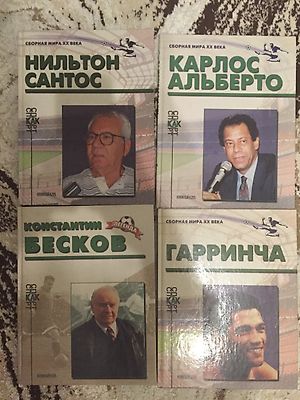 СБОРНАЯ МИРА XX ВЕКА
НИЛЬТОН
САНТОС
СБОРНАЯ МИРА XX ВЕКА
КАРЛОС
АЛЬБЕРТО
КОНСТАНТИН
БЕСКОВ
ЛЕГЕНДА
СБОРНАЯ МИРА XX ВЕКА
ГАРРИНЧА